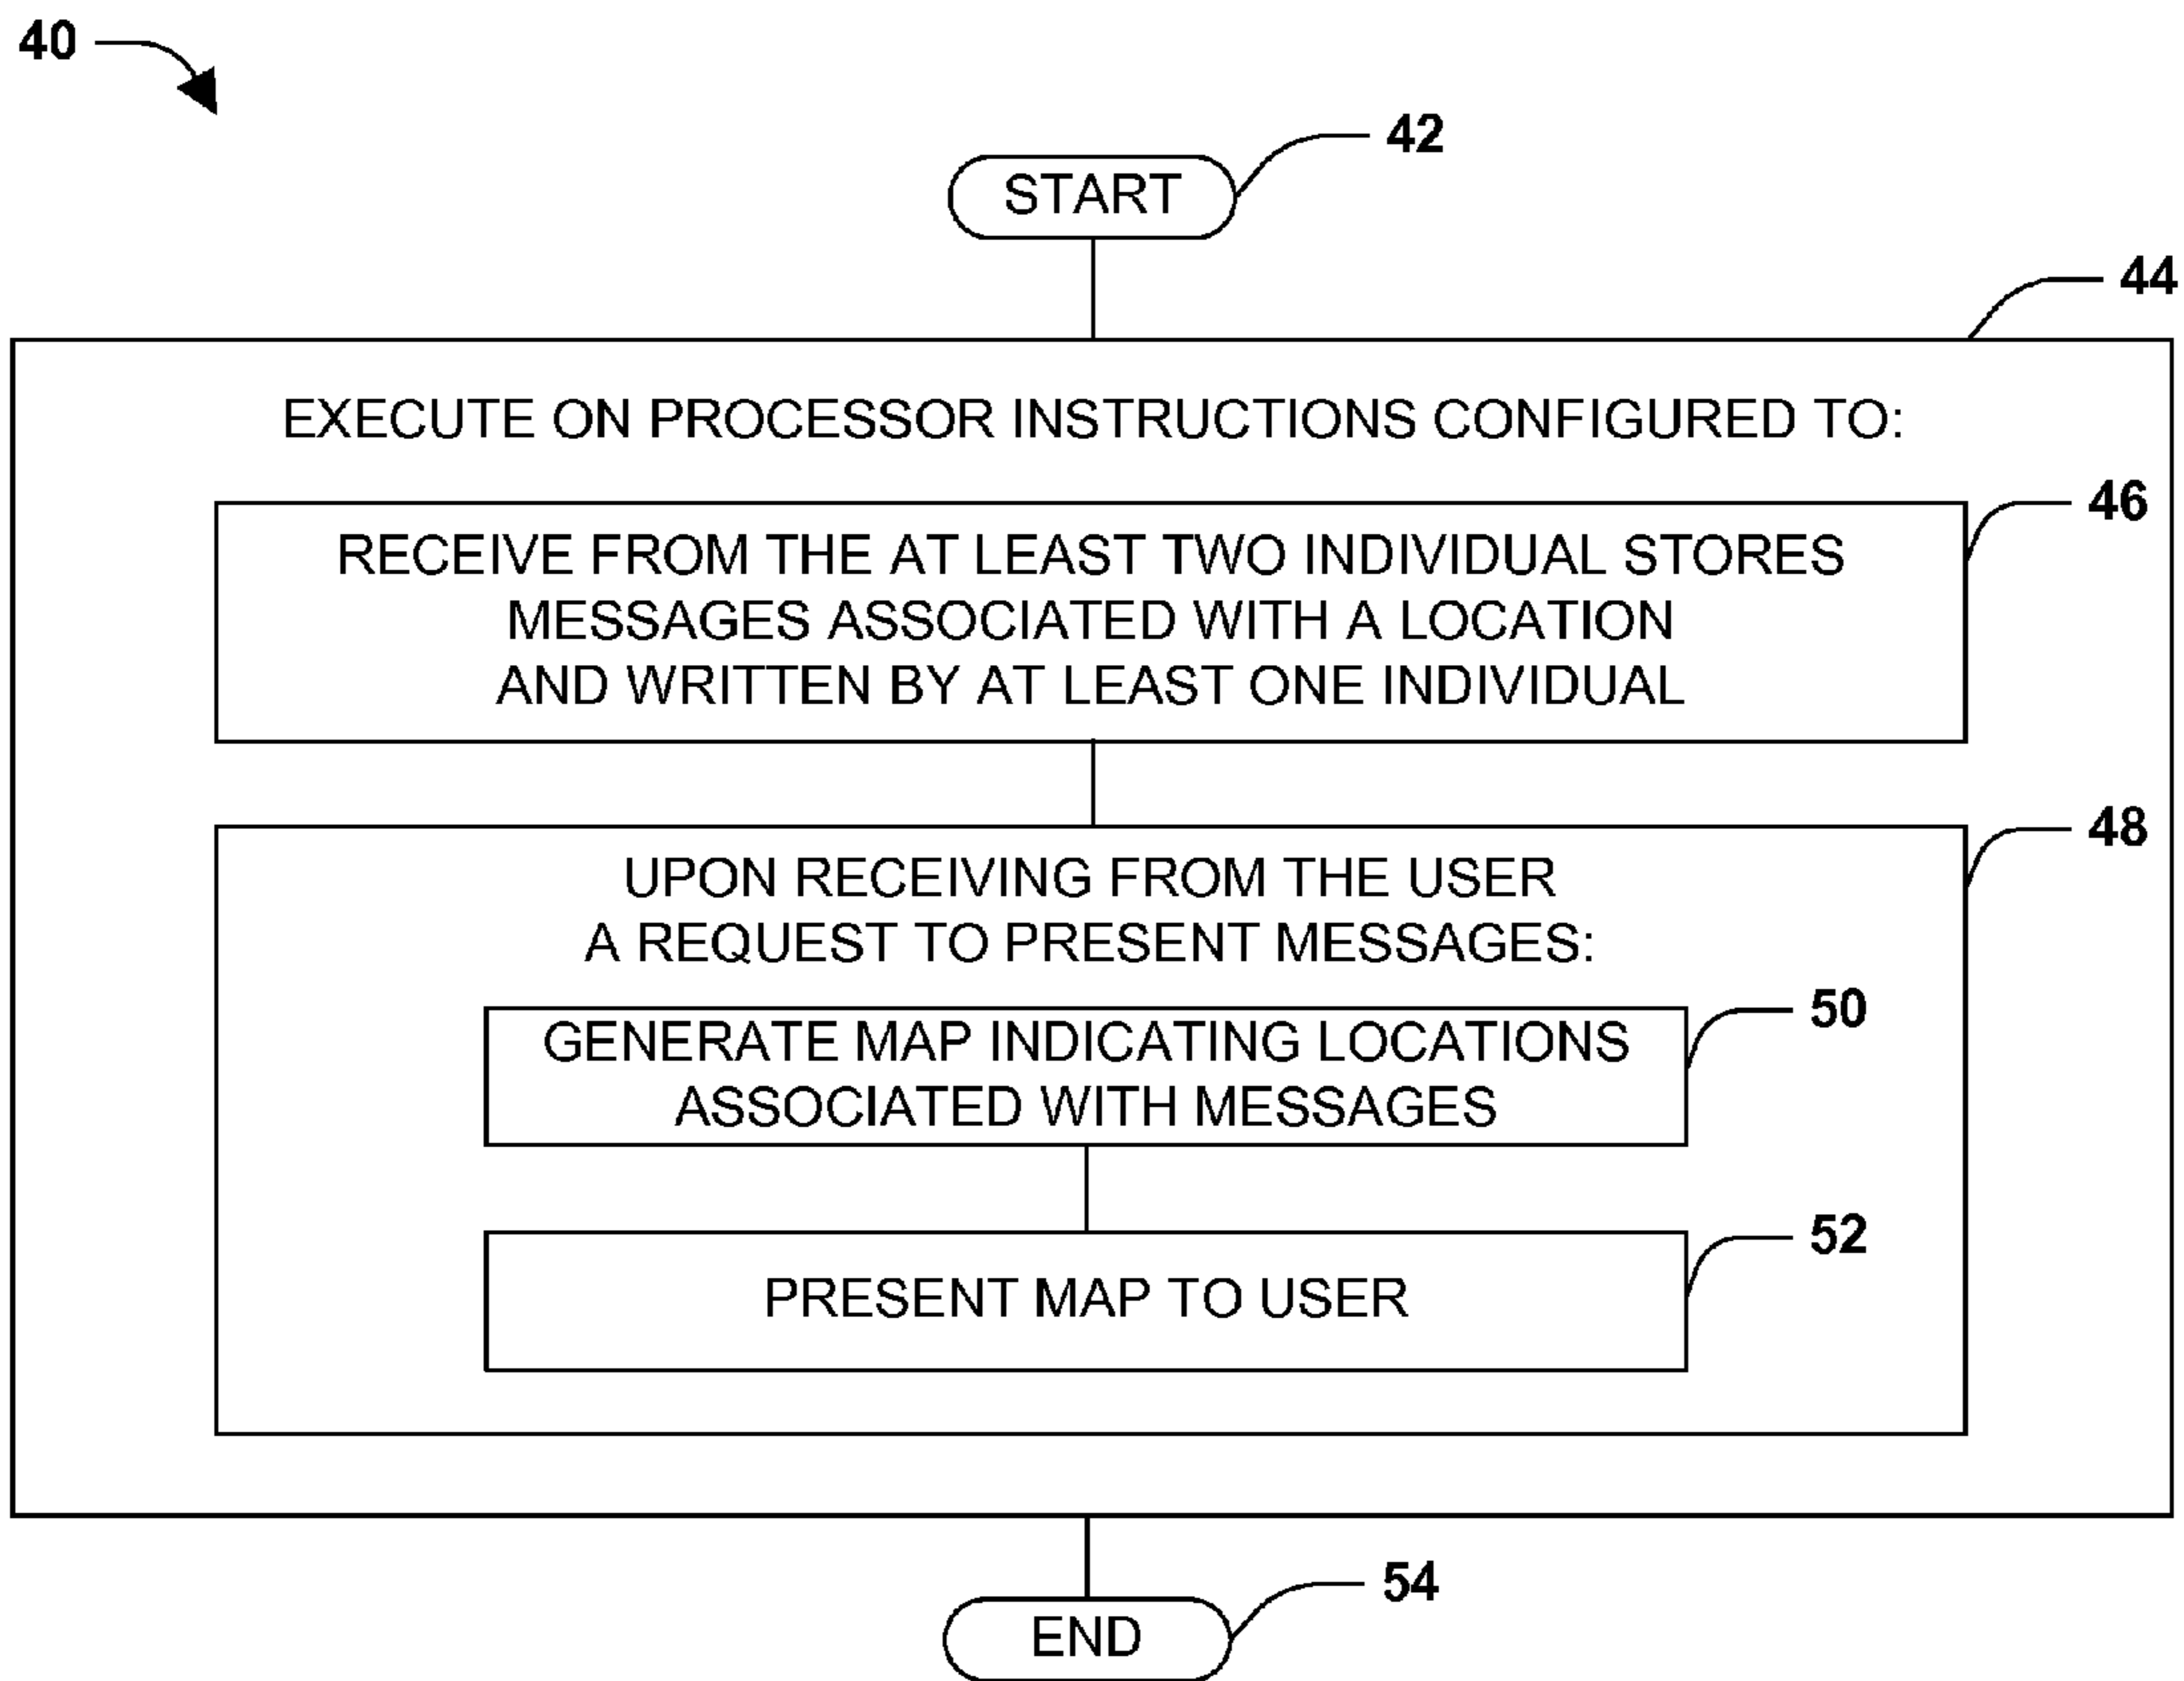 40
42
START
44
EXECUTE ON PROCESSOR INSTRUCTIONS CONFIGURED TO:
46
RECEIVE FROM THE AT LEAST TWO INDIVIDUAL STORES
MESSAGES ASSOCIATED WITH A LOCATION
AND WRITTEN BY AT LEAST ONE INDIVIDUAL
48
UPON RECEIVING FROM THE USER
A REQUEST TO PRESENT MESSAGES:
50
GENERATE MAP INDICATING LOCATIONS
ASSOCIATED WITH MESSAGES
52
PRESENT MAP TO USER
54
END